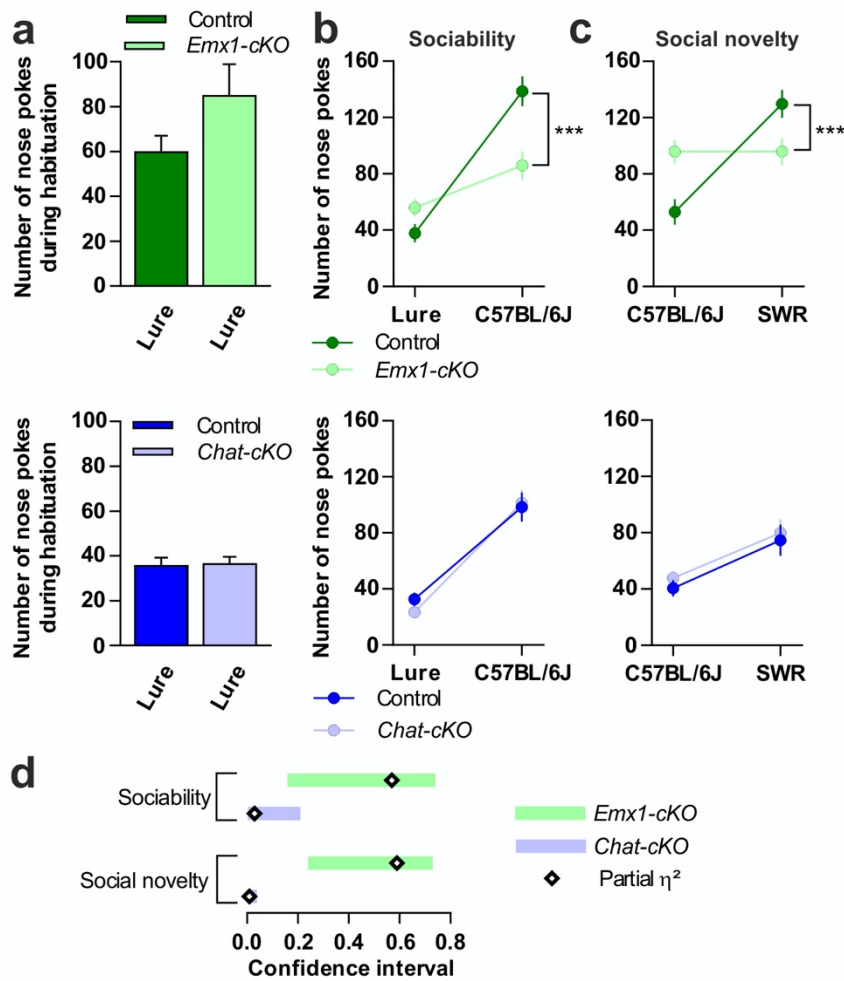 a
Control
Emx1-cKO
Number of nose pokes
during habituation
100
80
60
40
20
0
Lure
Lure
b
Sociability
Number of nose pokes
160
120
80
40
0
***
Lure
C57BL/6J
Control
Emx1-cKO
c
Social novelty
160
120
80
40
0
***
C57BL/6J
SWR
Number of nose pokes
during habituation
100
80
60
40
20
0
Control
Chat-cKO
Lure
Lure
Number of nose pokes
160
120
80
40
0
Lure
C57BL/6J
Control
Chat-cKO
160
120
80
40
0
C57BL/6J
SWR
d
Sociability
Social novelty
0.0 0.2 0.4 0.6 0.8
Confidence interval
Emx1-cKO
Chat-cKO
Partial η²